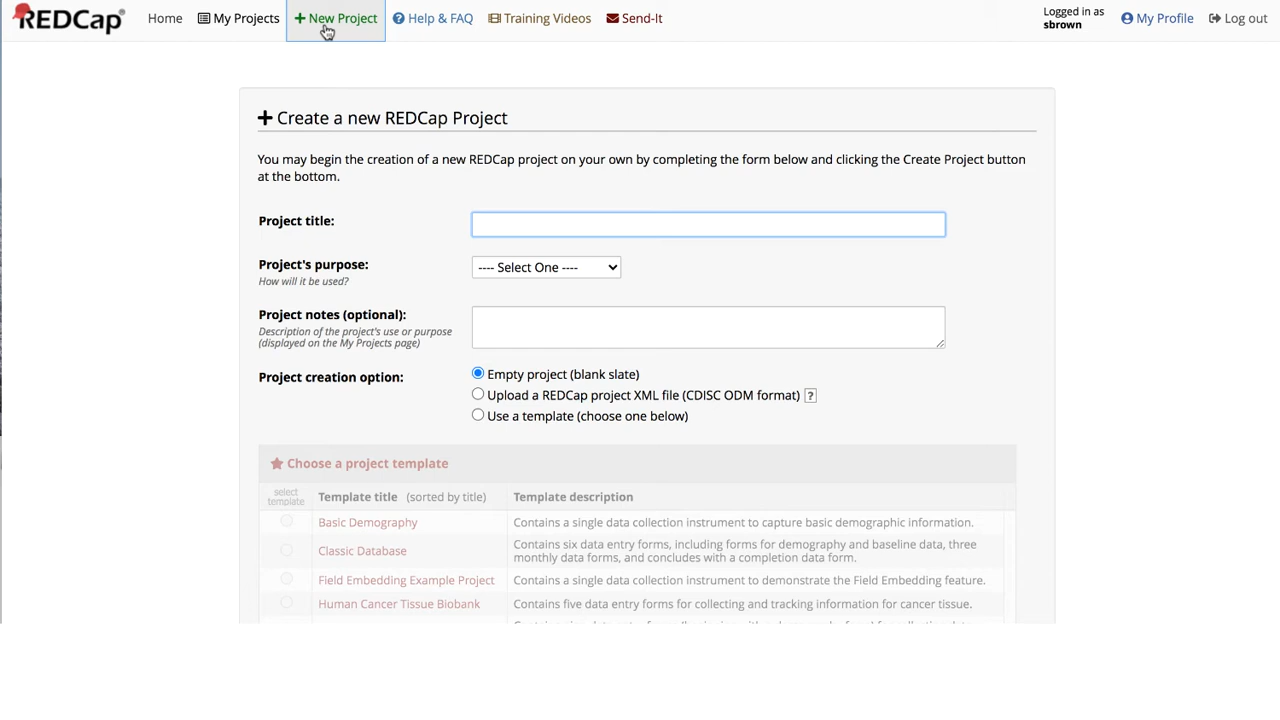 REDCap Home My Projects + New Project Help & FAQ Training Videos Send-It Logged in as sbrown My Profile Log out
Create a new REDCap Project
You may begin the creation of a new REDCap project on your own by completing the form below and clicking the Create Project button
at the bottom.
Project title:
Project's purpose: ---- Select One ----
How will it be used?
Project notes (optional):
Description of the project's use or purpose
(displayed on the My Projects page)
Project creation option:
Empty project (blank slate)
Upload a REDCap project XML file (CDISC ODM format) ?
Use a template (choose one below)
Choose a project template
select
template
Template title (sorted by title) Template description
Basic Demography Contains a single data collection instrument to capture basic demographic information.
Classic Database Contains six data entry forms, including forms for demography and baseline data, three
monthly data forms, and concludes with a completion data form.
Field Embedding Example Project Contains a single data collection instrument to demonstrate the Field Embedding feature.
Human Cancer Tissue Biobank Contains five data entry forms for collecting and tracking information for cancer tissue.